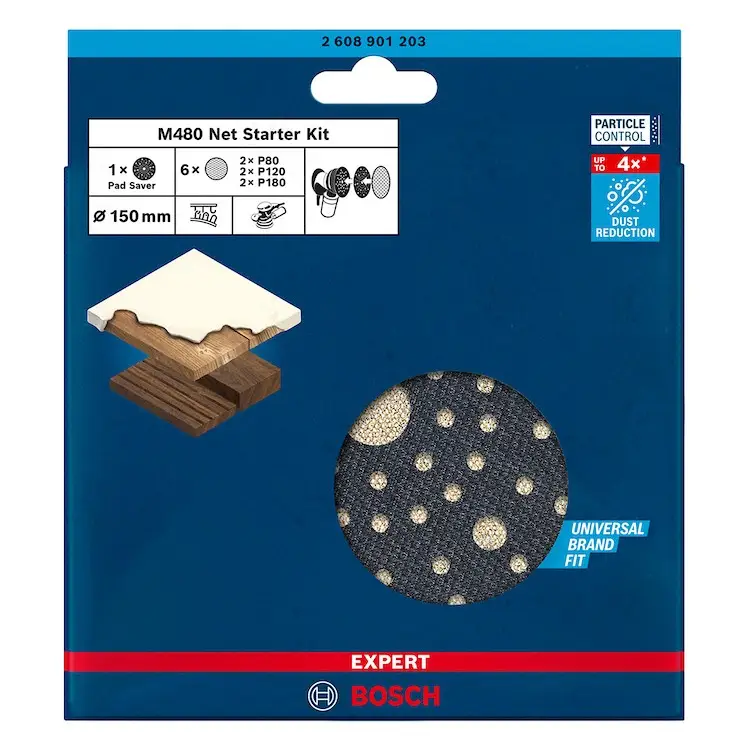 2 608 901 203
M480 Net Starter Kit
1×
Pad Saver
6×
2× P80
2× P120
2× P180
Ø 150 mm
PARTICLE
CONTROL
UP TO 4×*
DUST
REDUCTION
UNIVERSAL
BRAND
FIT
EXPERT
BOSCH